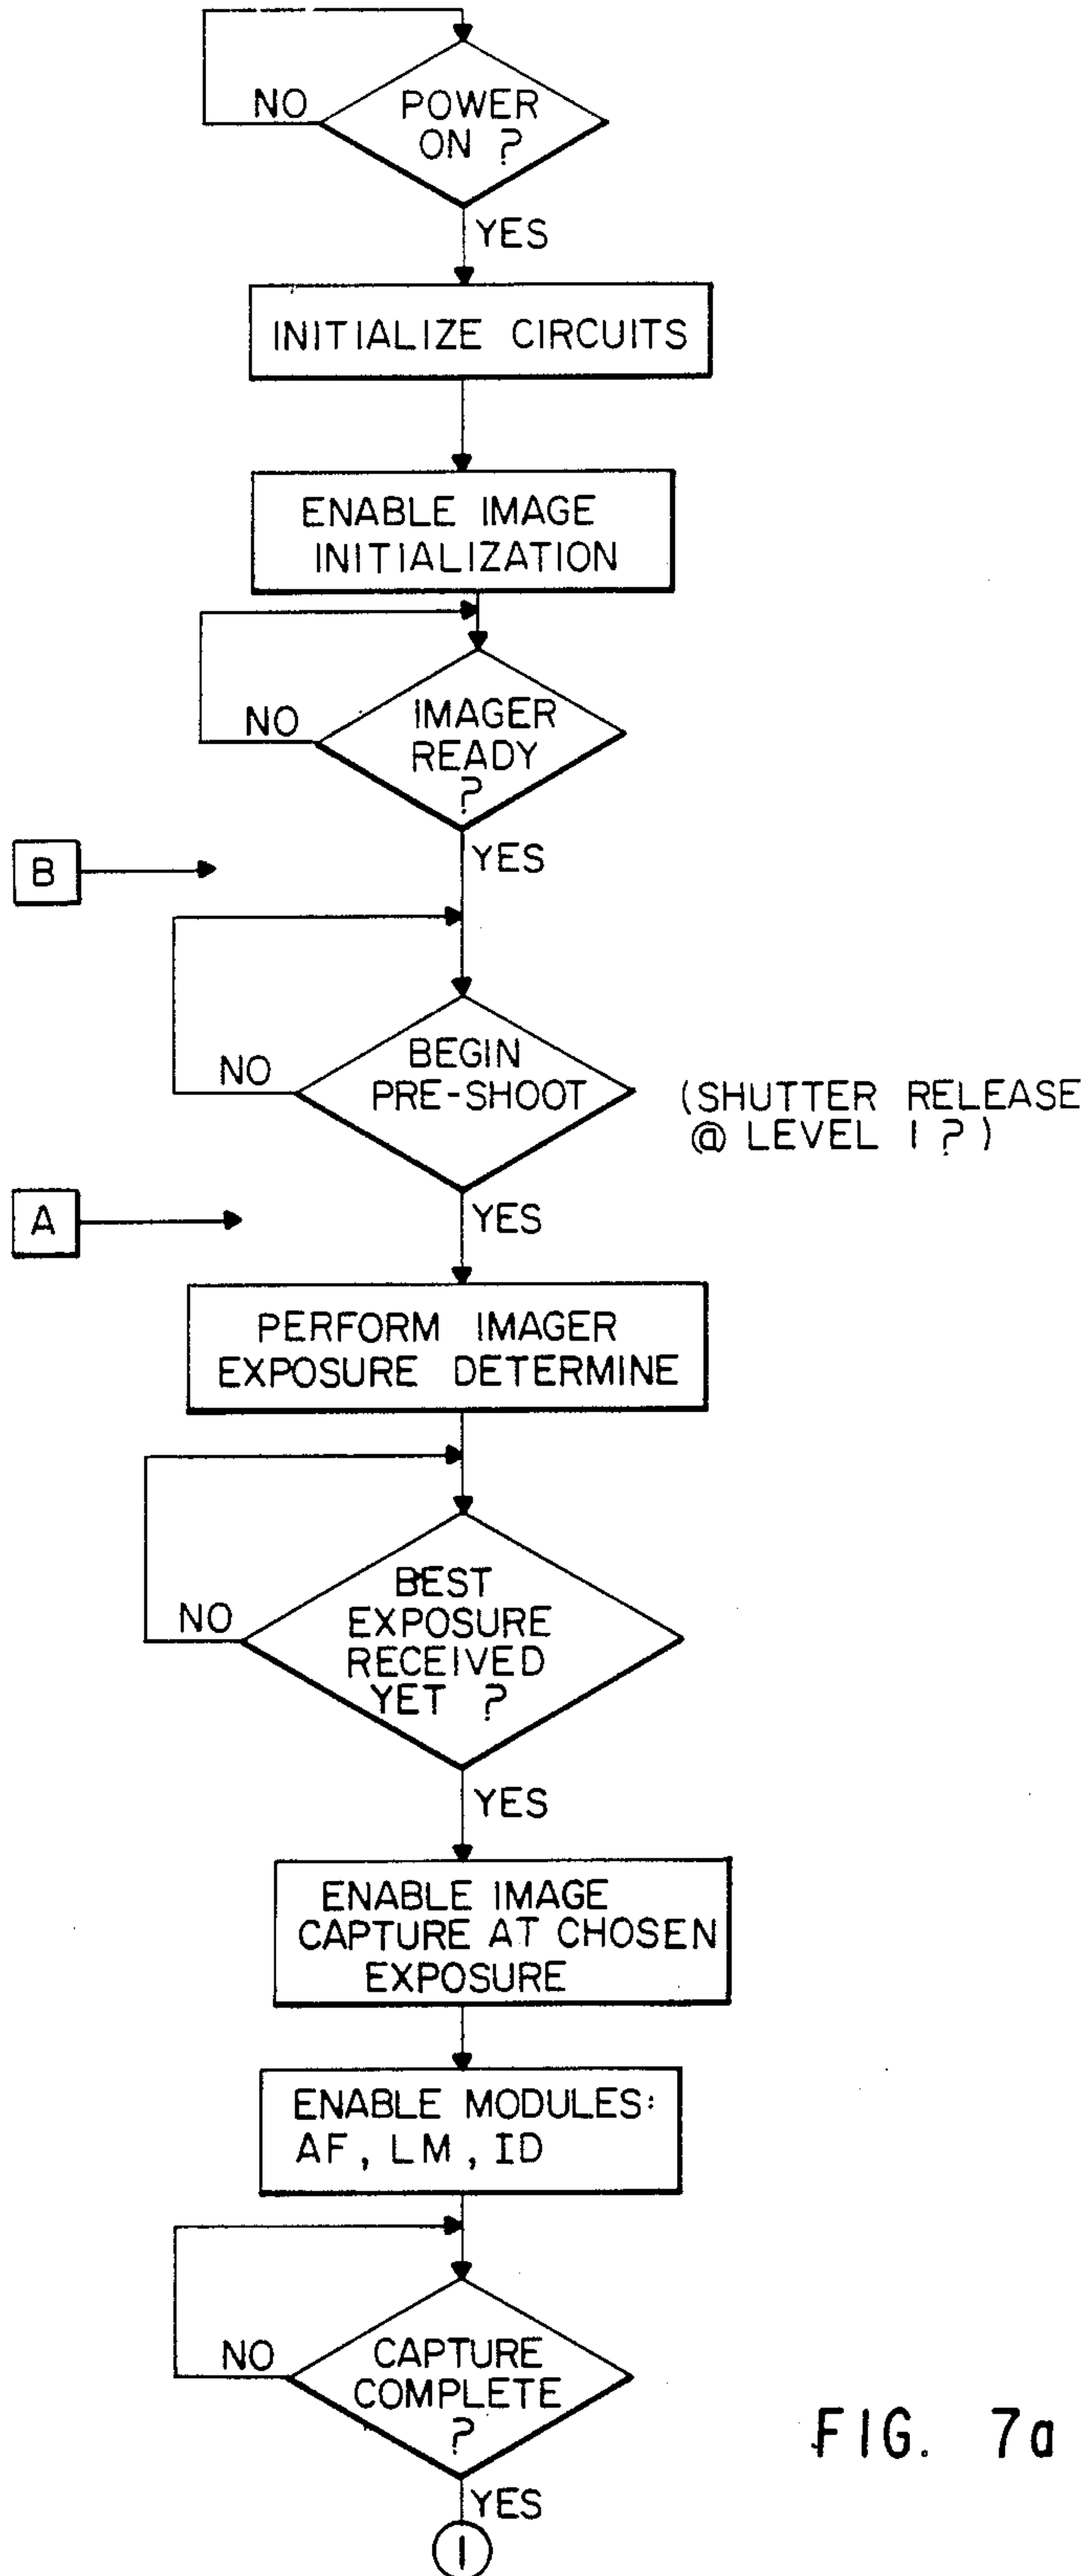 NO
POWER
ON ?
YES
INITIALIZE CIRCUITS
ENABLE IMAGE
INITIALIZATION
NO
IMAGER
READY
?
YES
B
NO
BEGIN
PRE-SHOOT
(SHUTTER RELEASE
@ LEVEL 1 ?)
YES
A
PERFORM IMAGER
EXPOSURE DETERMINE
NO
BEST
EXPOSURE
RECEIVED
YET ?
YES
ENABLE IMAGE
CAPTURE AT CHOSEN
EXPOSURE
ENABLE MODULES:
AF, LM, ID
NO
CAPTURE
COMPLETE
?
YES
1
FIG. 7a